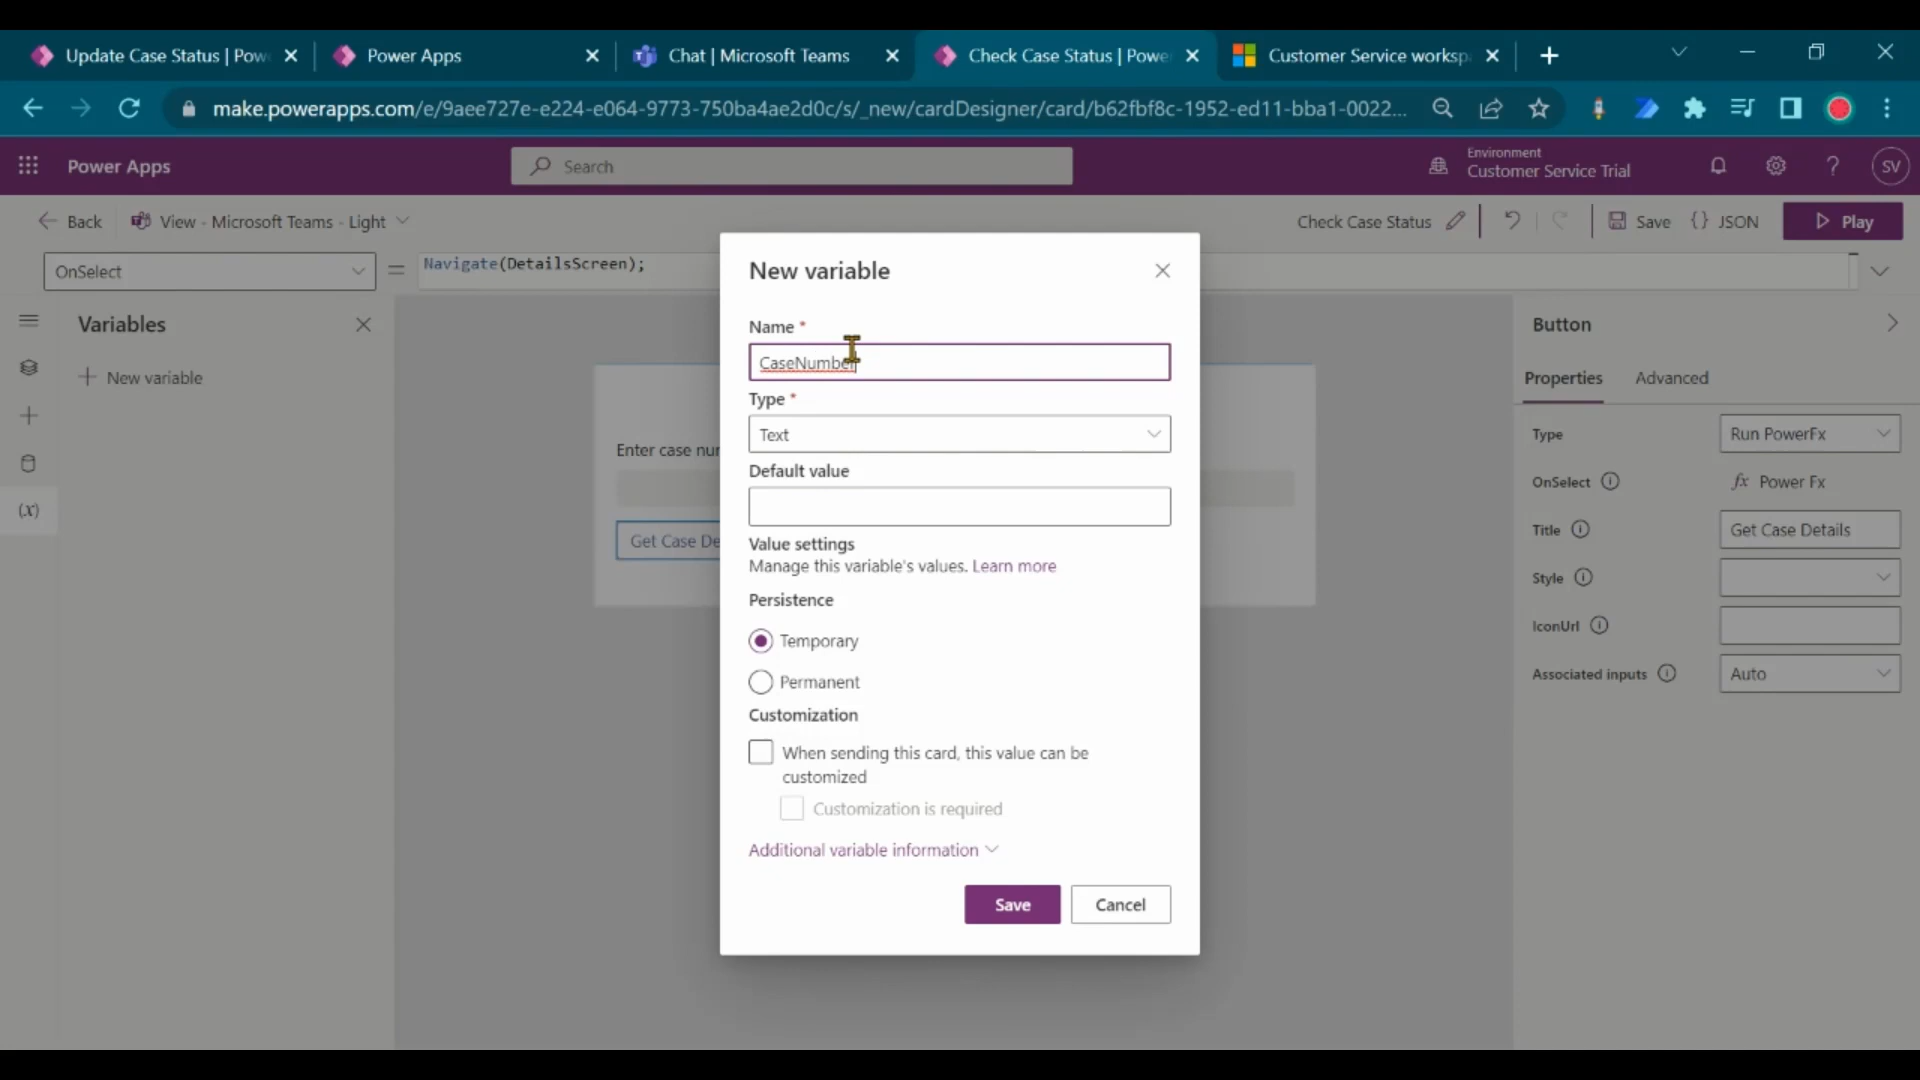 Update Case Status | Pow
Power Apps
Chat | Microsoft Teams
Check Case Status | Powe
Customer Service worksp
make.powerapps.com/e/9aee727e-e224-e064-9773-750ba4ae2d0c/s/_new/cardDesigner/card/b62fbf8c-1952-ed11-bba1-0022...
Power Apps
Search
Environment
Customer Service Trial
SV
Back
View - Microsoft Teams - Light
Check Case Status
Save
{} JSON
Play
OnSelect
=
Navigate(DetailsScreen);
Variables
New variable
(x)
Enter case nur
Get Case De
New variable
Name *
CaseNumber
Type *
Text
Default value
Value settings
Manage this variable's values. Learn more
Persistence
Temporary
Permanent
Customization
When sending this card, this value can be
customized
Customization is required
Additional variable information
Save
Cancel
Button
Properties
Advanced
Type
Run PowerFx
OnSelect
fx Power Fx
Title
Get Case Details
Style
IconUrl
Associated inputs
Auto